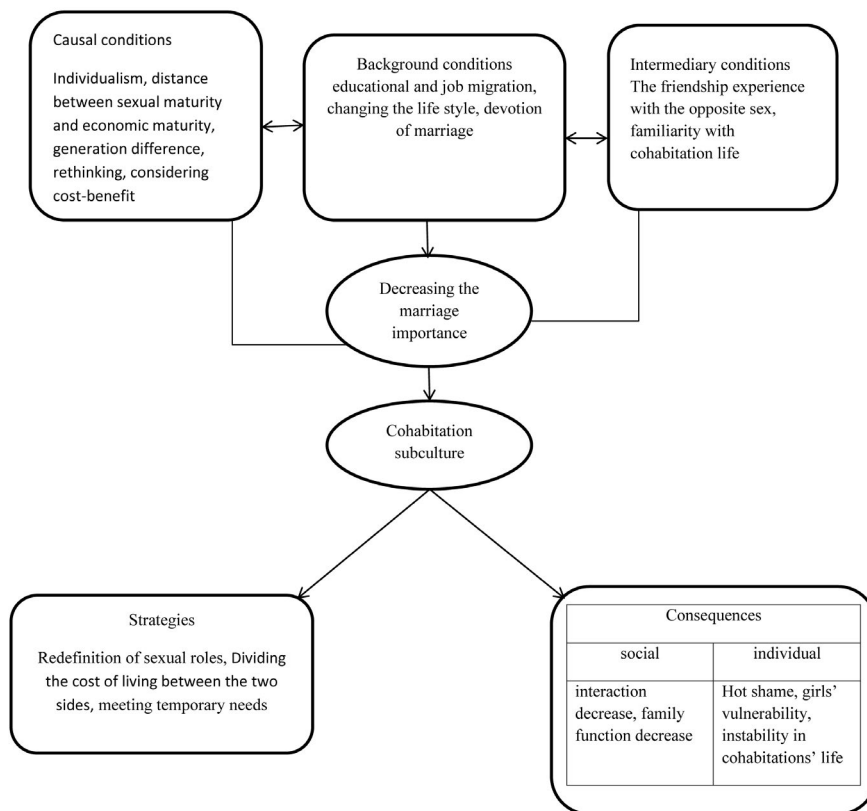 Causal conditions
Individualism, distance
between sexual maturity
and economic maturity,
generation difference,
rethinking, considering
cost-benefit
Background conditions
educational and job migration,
changing the life style, devotion
of marriage
Intermediary conditions
The friendship experience
with the opposite sex,
familiarity with
cohabitation life
Decreasing the
marriage
importance
Cohabitation
subculture
Strategies
Redefinition of sexual roles, Dividing
the cost of living between the two
sides, meeting temporary needs
Consequences
social
individual
interaction
decrease, family
function decrease
Hot shame, girls’
vulnerability,
instability in
cohabitations’ life